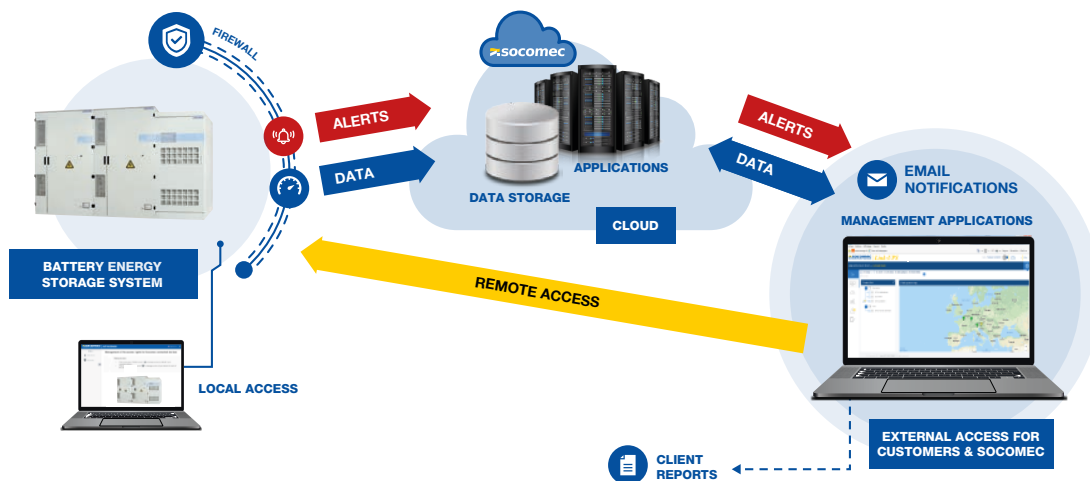 FIREWALL
socomec
ALERTS
DATA
DATA STORAGE
APPLICATIONS
CLOUD
ALERTS
DATA
EMAIL
NOTIFICATIONS
MANAGEMENT APPLICATIONS
BATTERY ENERGY
STORAGE SYSTEM
REMOTE ACCESS
LOCAL ACCESS
EXTERNAL ACCESS FOR
CUSTOMERS & SOCOMEC
CLIENT
REPORTS